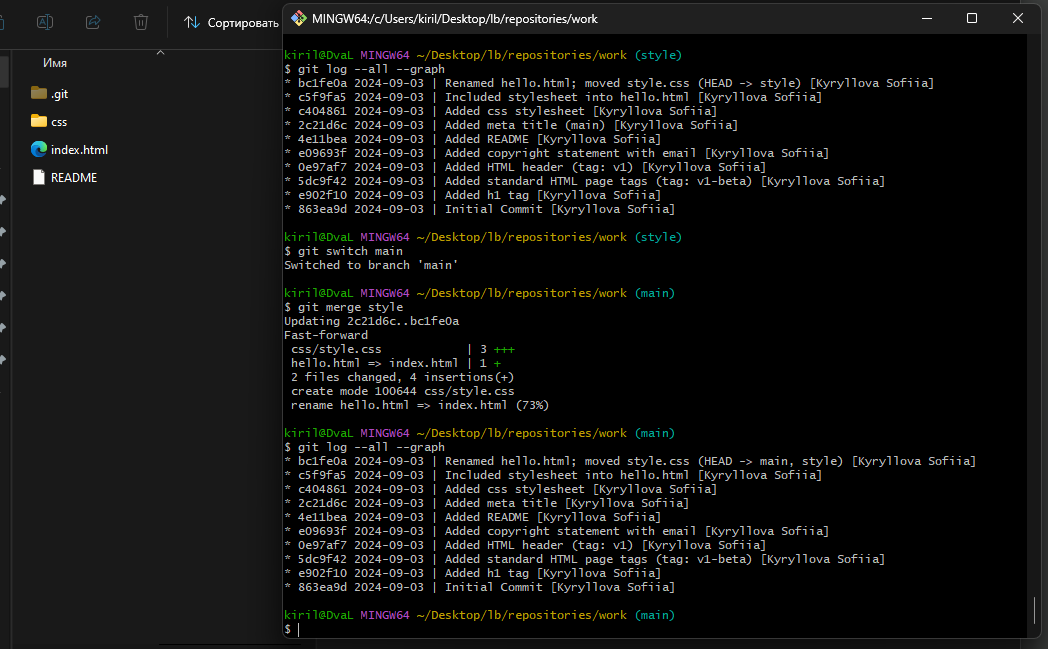 Сортировать
Имя
.git
css
index.html
README
MINGW64:/c/Users/kiril/Desktop/lb/repositories/work
kiril@DvaL MINGW64 ~/Desktop/lb/repositories/work (style)
$ git log --all --graph
* bc1fe0a 2024-09-03 | Renamed hello.html; moved style.css (HEAD -> style) [Kyryllova Sofiia]
* c5f9fa5 2024-09-03 | Included stylesheet into hello.html [Kyryllova Sofiia]
* c404861 2024-09-03 | Added css stylesheet [Kyryllova Sofiia]
* 2c21d6c 2024-09-03 | Added meta title (main) [Kyryllova Sofiia]
* 4e11bea 2024-09-03 | Added README [Kyryllova Sofiia]
* e09693f 2024-09-03 | Added copyright statement with email [Kyryllova Sofiia]
* 0e97af7 2024-09-03 | Added HTML header (tag: v1) [Kyryllova Sofiia]
* 5dc9f42 2024-09-03 | Added standard HTML page tags (tag: v1-beta) [Kyryllova Sofiia]
* e902f10 2024-09-03 | Added h1 tag [Kyryllova Sofiia]
* 863ea9d 2024-09-03 | Initial Commit [Kyryllova Sofiia]
kiril@DvaL MINGW64 ~/Desktop/lb/repositories/work (style)
$ git switch main
Switched to branch 'main'
kiril@DvaL MINGW64 ~/Desktop/lb/repositories/work (main)
$ git merge style
Updating 2c21d6c..bc1fe0a
Fast-forward
css/style.css | 3 +++
hello.html => index.html | 1 +
2 files changed, 4 insertions(+)
create mode 100644 css/style.css
rename hello.html => index.html (73%)
kiril@DvaL MINGW64 ~/Desktop/lb/repositories/work (main)
$ git log --all --graph
* bc1fe0a 2024-09-03 | Renamed hello.html; moved style.css (HEAD -> main, style) [Kyryllova Sofiia]
* c5f9fa5 2024-09-03 | Included stylesheet into hello.html [Kyryllova Sofiia]
* c404861 2024-09-03 | Added css stylesheet [Kyryllova Sofiia]
* 2c21d6c 2024-09-03 | Added meta title [Kyryllova Sofiia]
* 4e11bea 2024-09-03 | Added README [Kyryllova Sofiia]
* e09693f 2024-09-03 | Added copyright statement with email [Kyryllova Sofiia]
* 0e97af7 2024-09-03 | Added HTML header (tag: v1) [Kyryllova Sofiia]
* 5dc9f42 2024-09-03 | Added standard HTML page tags (tag: v1-beta) [Kyryllova Sofiia]
* e902f10 2024-09-03 | Added h1 tag [Kyryllova Sofiia]
* 863ea9d 2024-09-03 | Initial Commit [Kyryllova Sofiia]
kiril@DvaL MINGW64 ~/Desktop/lb/repositories/work (main)
$